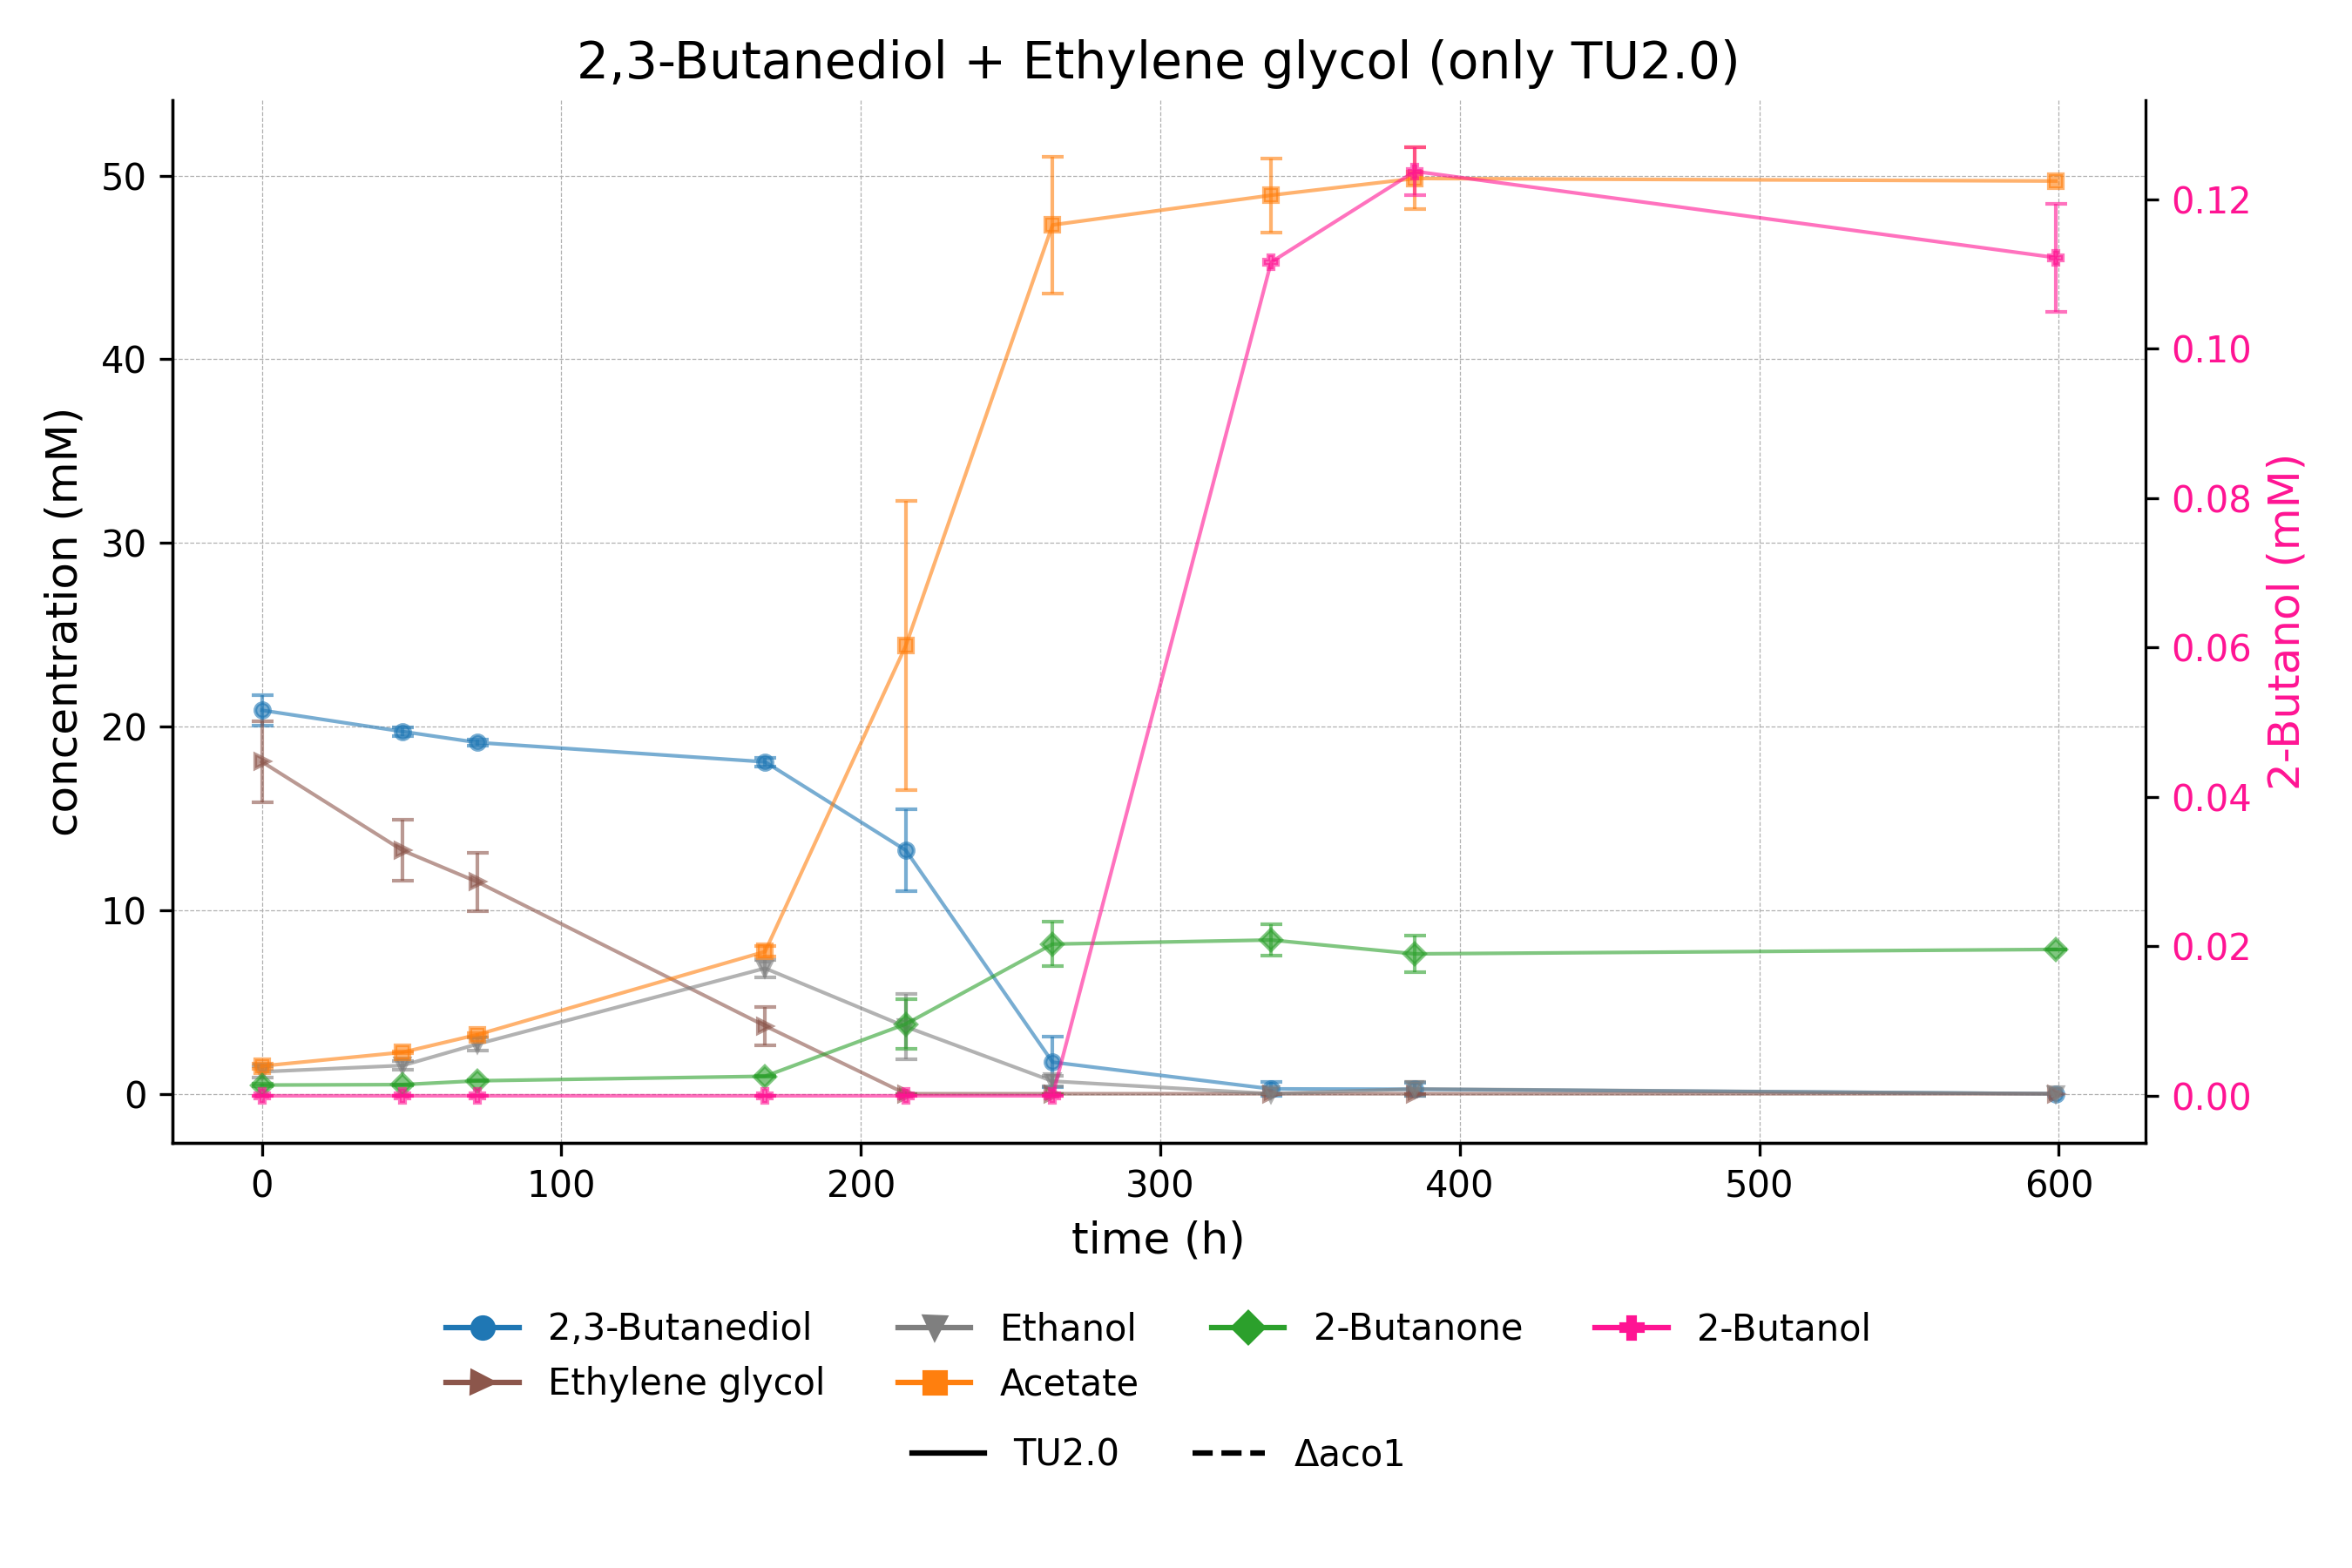 2,3-Butanediol + Ethylene glycol (only TU2.0)
concentration (mM)
50
40
30
20
10
0
0.12
0.10
0.08
0.06
0.04
0.02
0.00
2-Butanol (mM)
0 100 200 300 400 500 600
time (h)
2,3-Butanediol Ethanol 2-Butanone 2-Butanol
Ethylene glycol Acetate
TU2.0 Δaco1